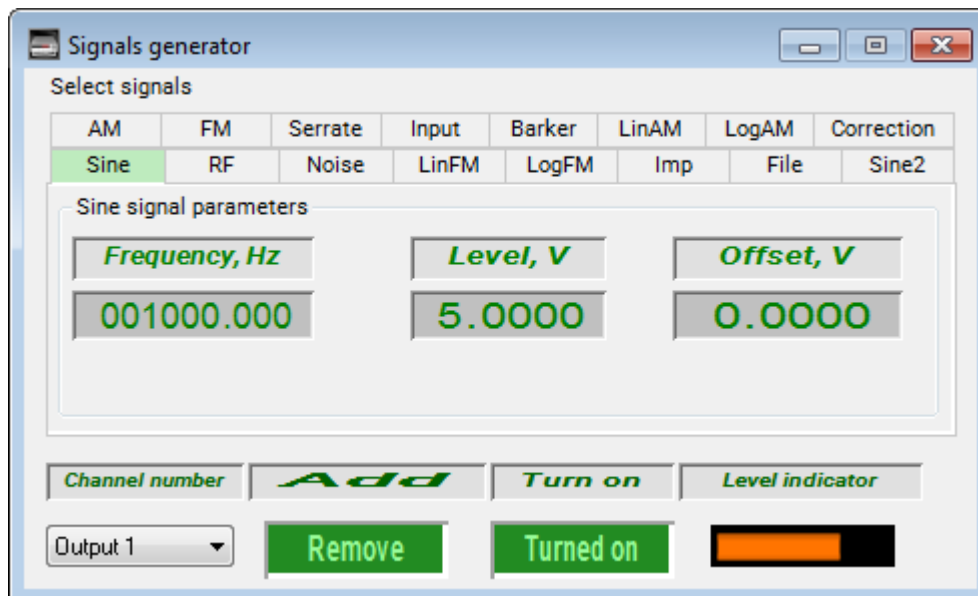 Signals generator
Select signals
AM FM Serrate Input Barker LinAM LogAM Correction
Sine RF Noise LinFM LogFM Imp File Sine2
Sine signal parameters
Frequency, Hz Level, V Offset, V
001000.000 5.0000 0.0000
Channel number Add Turn on Level indicator
Output 1 Remove Turned on